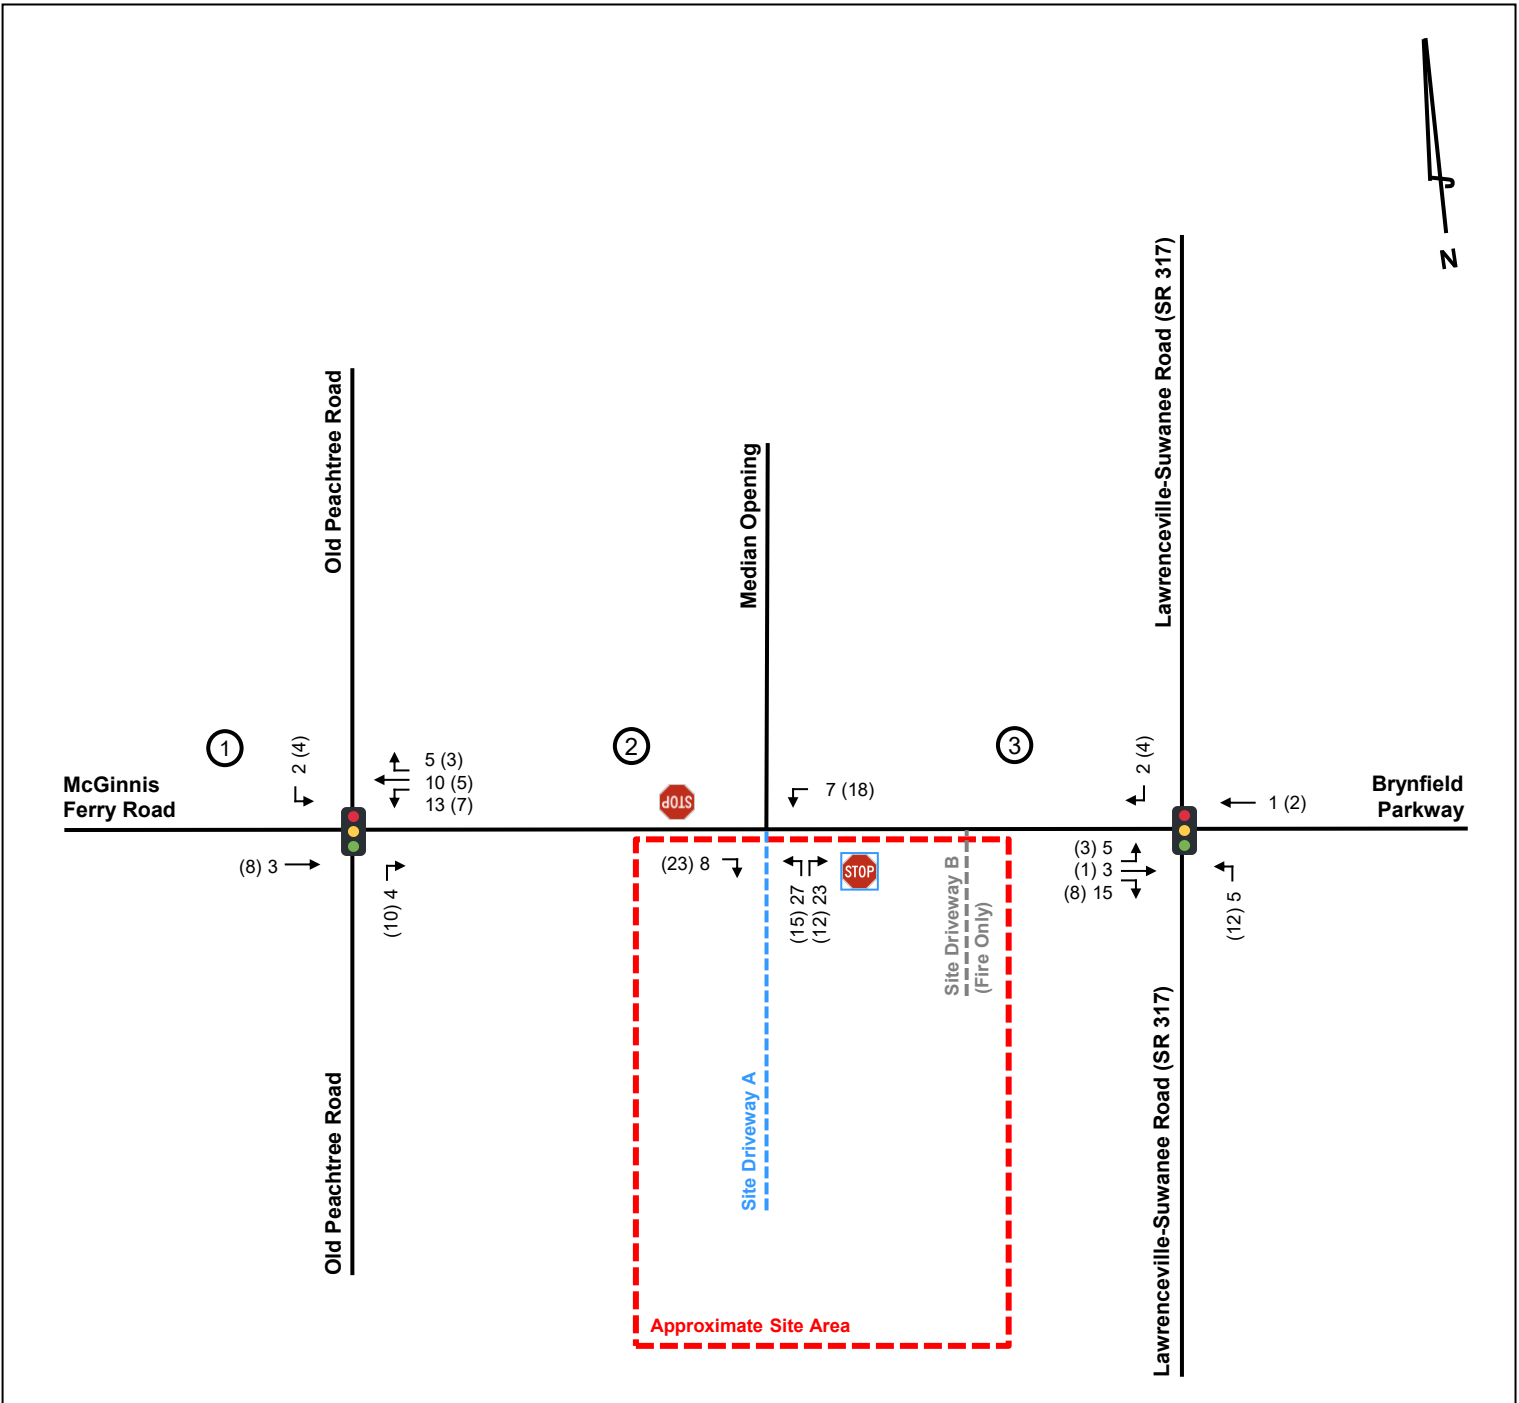 N
Lawrenceville-Suwanee Road (SR 317)
Old Peachtree Road
Median Opening
1
2
3
2 (4)
5 (3)
10 (5)
13 (7)
McGinnis
Ferry Road
STOP
7 (18)
2 (4)
1 (2)
Brynfield
Parkway
(8) 3
(10) 4
(23) 8
(15) 27
(12) 23
STOP
Site Driveway B
(Fire Only)
(3) 5
(1) 3
(8) 15
(12) 5
Old Peachtree Road
Site Driveway A
Lawrenceville-Suwanee Road (SR 317)
Approximate Site Area